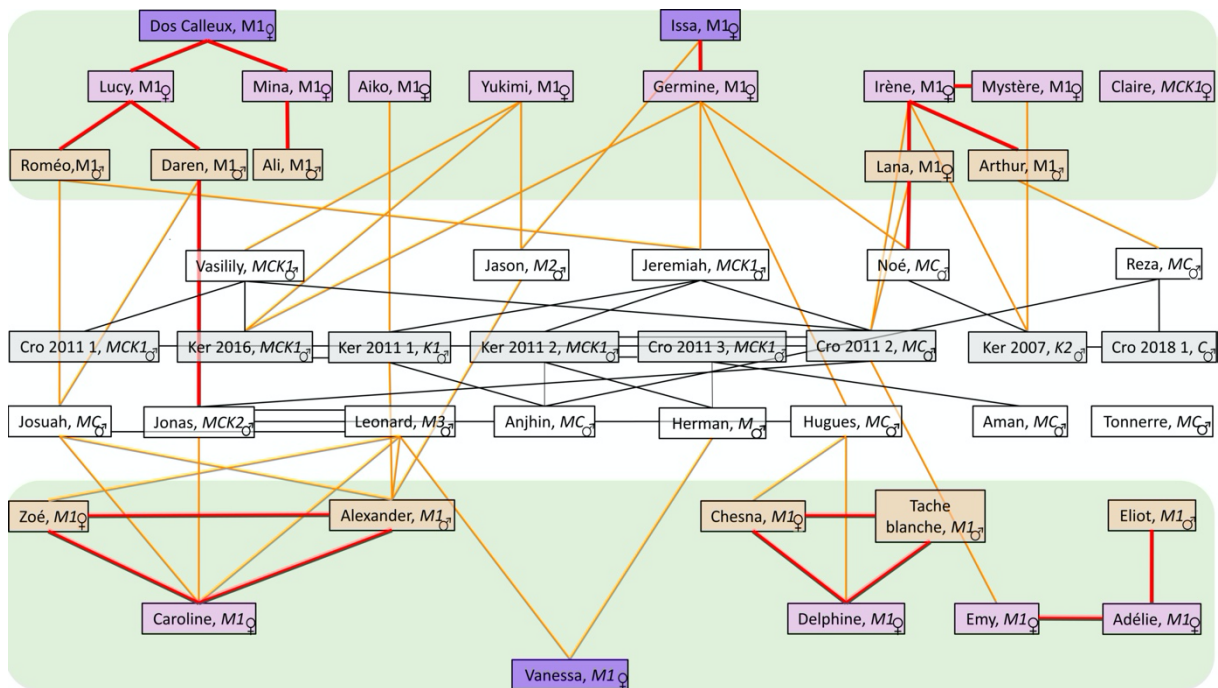 Dos Calleux, M1♀
Issa, M1♀
Lucy, M1♀
Mina, M1♀
Aiko, M1♀
Yukimi, M1♀
Germine, M1♀
Irène, M1♀
Mystère, M1♀
Claire, MCK1♀
Roméo,M1♂
Daren, M1♂
Ali, M1♂
Lana, M1♀
Arthur, M1♂
Vasilily, MCK1♂
Jason, M2♂
Jeremiah, MCK1♂
Noé, MC♂
Reza, MC♂
Cro 2011 1, MCK1♂
Ker 2016, MCK1♂
Ker 2011 1, K1♂
Ker 2011 2, MCK1♂
Cro 2011 3, MCK1♂
Cro 2011 2, MC♂
Ker 2007, K2♂
Cro 2018 1, C♂
Josuah, MC♂
Jonas, MCK2♂
Leonard, M3♂
Anjhin, MC♂
Herman, M♂
Hugues, MC♂
Aman, MC♂
Tonnerre, MC♂
Zoé, M1♀
Alexander, M1♂
Chesna, M1♀
Tache
blanche, M1♂
Eliot, M1♂
Caroline, M1♀
Delphine, M1♀
Emy, M1♀
Adélie, M1♀
Vanessa, M1♀